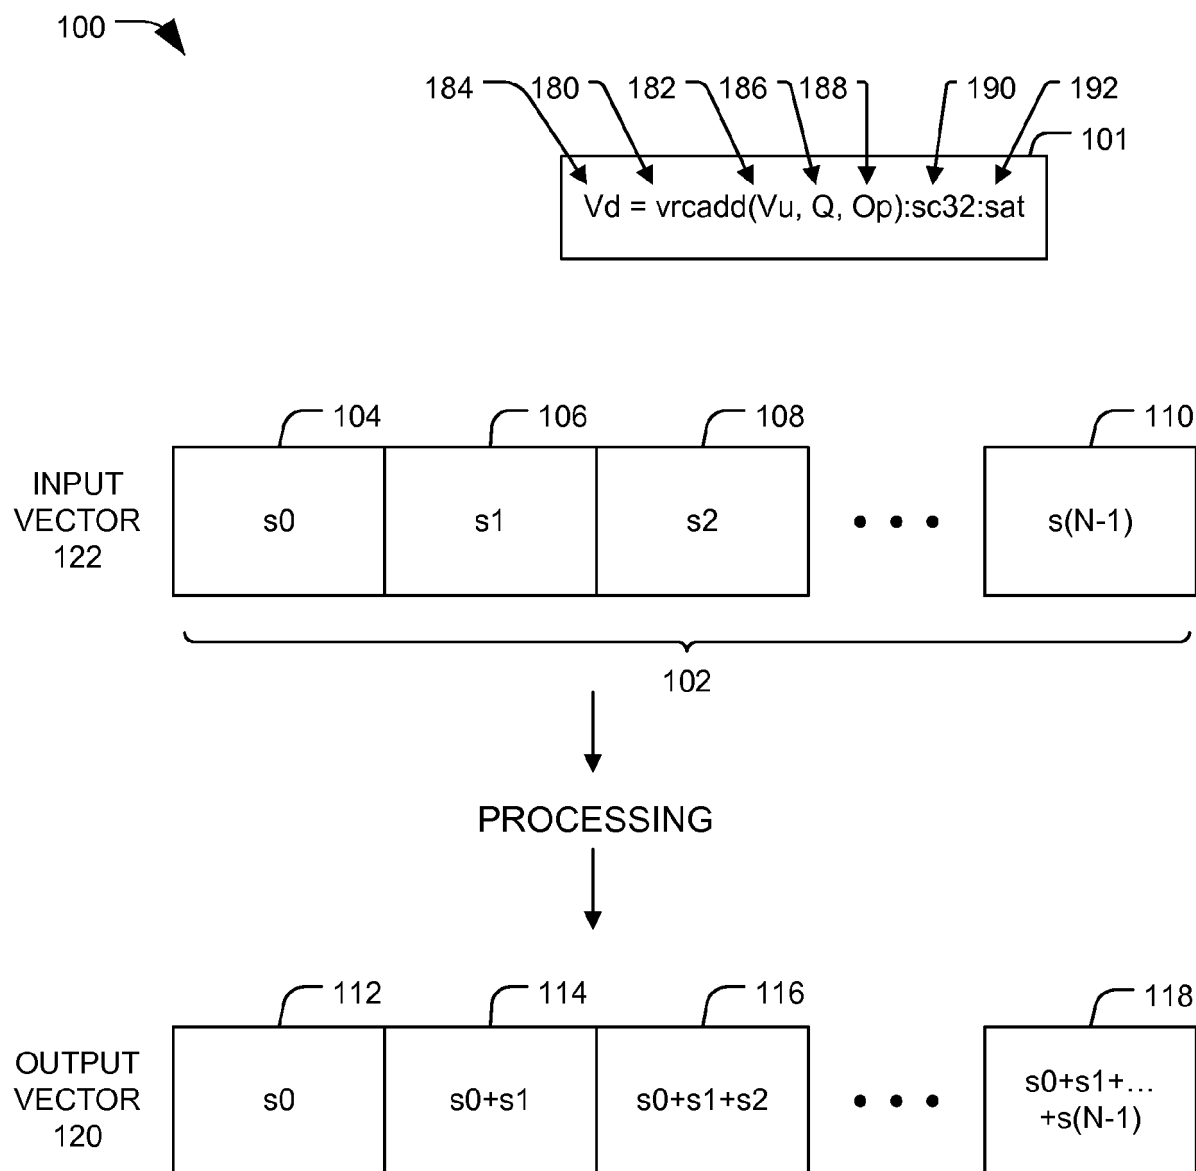 100
184 180 182 186 188 190 192
101
Vd = vrcadd(Vu, Q, Op):sc32:sat
104 106 108 110
INPUT
VECTOR
122
s0 s1 s2 • • • s(N-1)
102
PROCESSING
112 114 116 118
OUTPUT
VECTOR
120
s0 s0+s1 s0+s1+s2 • • • s0+s1+...
+s(N-1)